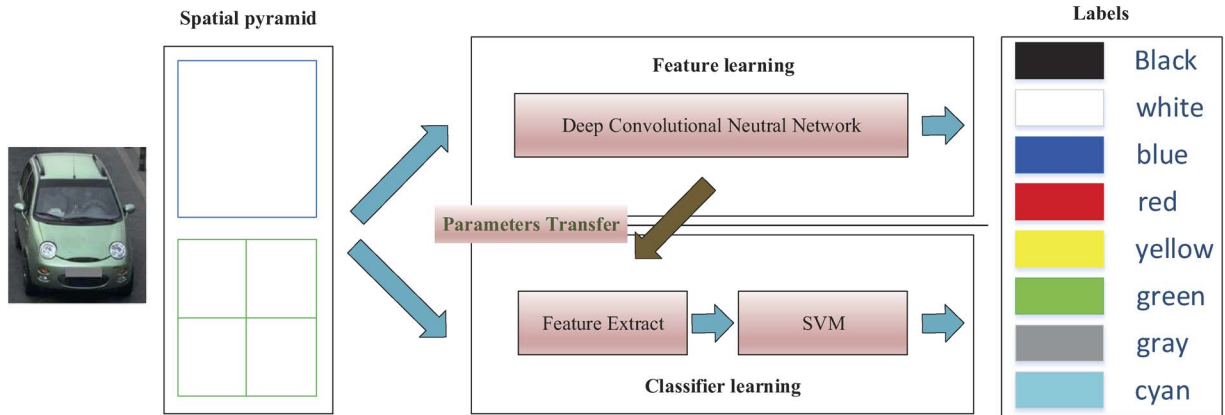 Spatial pyramid
Labels
Feature learning
Deep Convolutional Neutral Network
Parameters Transfer
Feature Extract
SVM
Classifier learning
Black
white
blue
red
yellow
green
gray
cyan